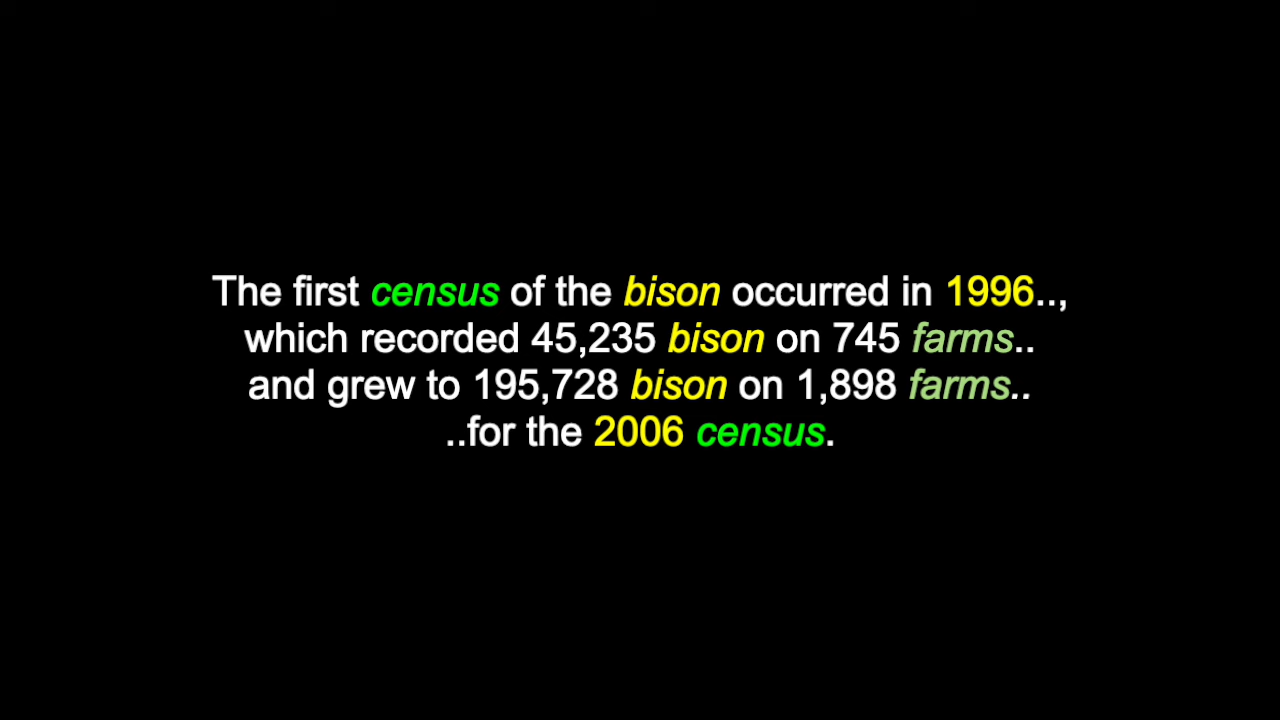 The first census of the bison occurred in 1996..,
which recorded 45,235 bison on 745 farms..
and grew to 195,728 bison on 1,898 farms..
..for the 2006 census.